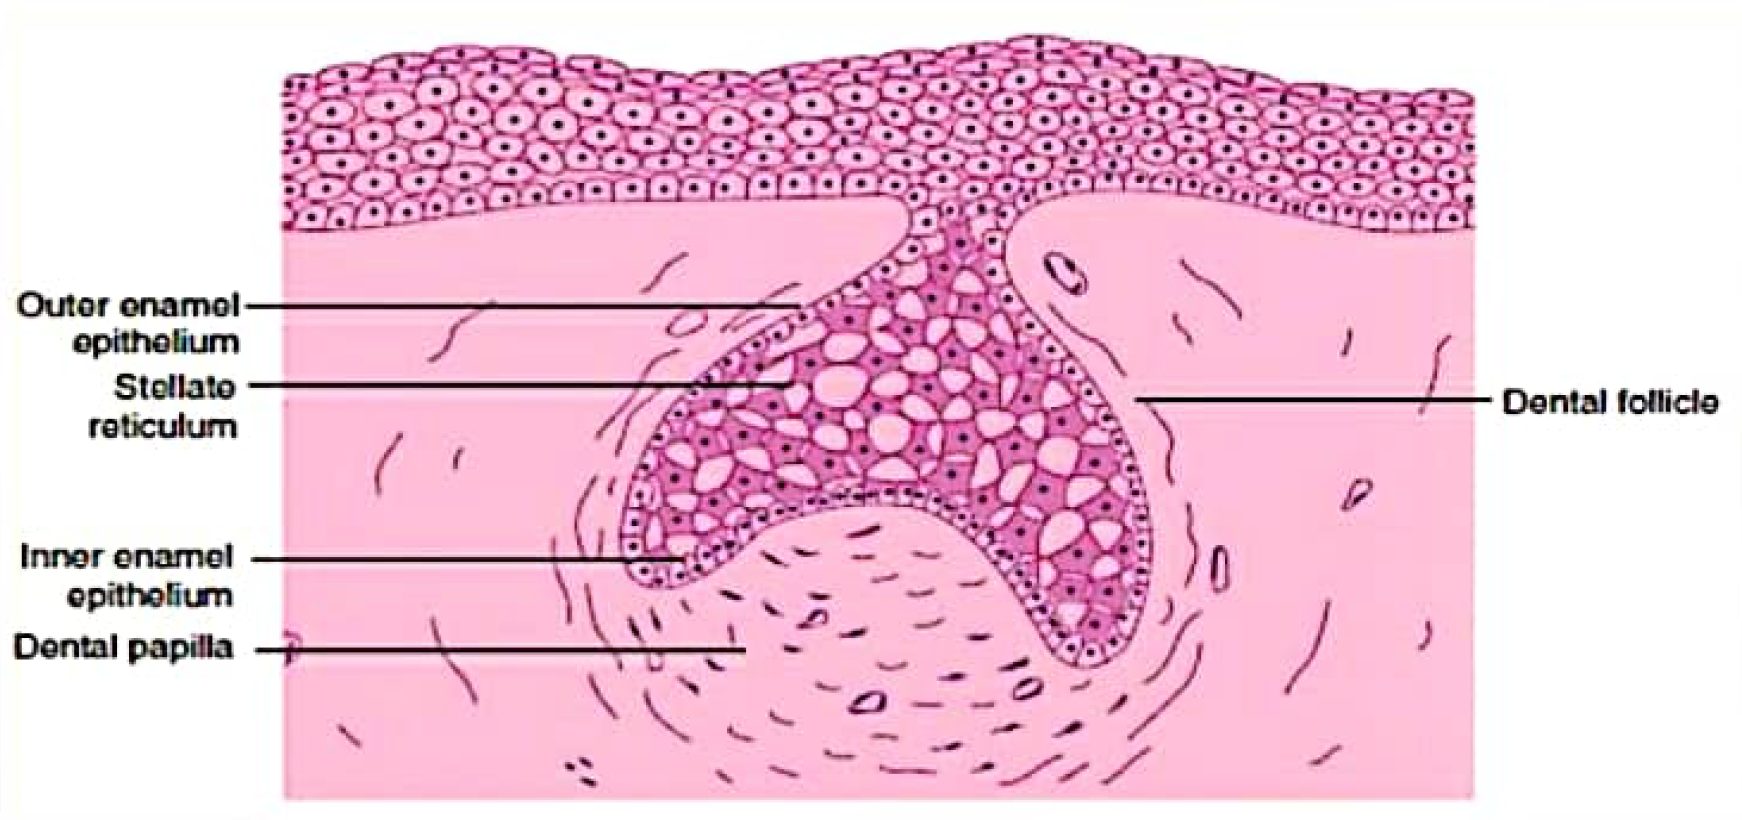 Outer enamel
epithelium
Stellate
reticulum
Dental follicle
Inner enamel
epithelium
Dental papilla